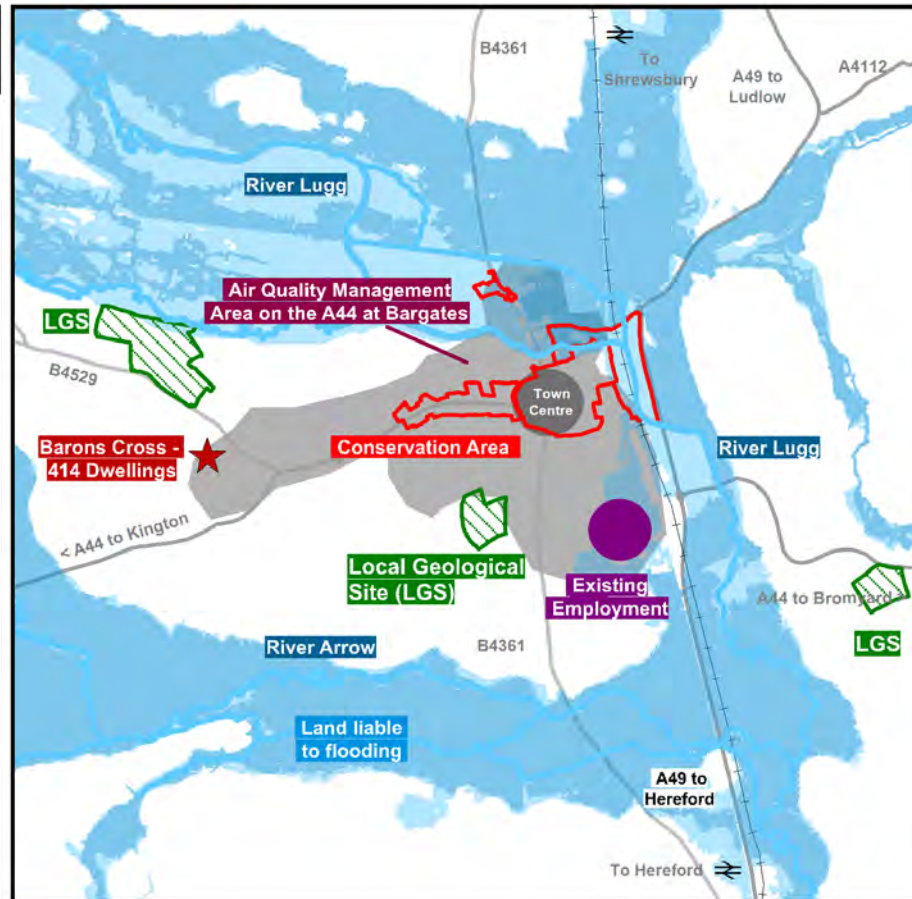 B4361
To
Shrewsbury
A49 to
Ludlow
A4112
River Lugg
Air Quality Management
Area on the A44 at Bargates
LGS
B4529
Town
Centre
Barons Cross -
414 Dwellings
Conservation Area
River Lugg
< A44 to Kington
Local Geological
Site (LGS)
Existing
Employment
A44 to Bromyard >
LGS
River Arrow
B4361
Land liable
to flooding
A49 to
Hereford
To Hereford